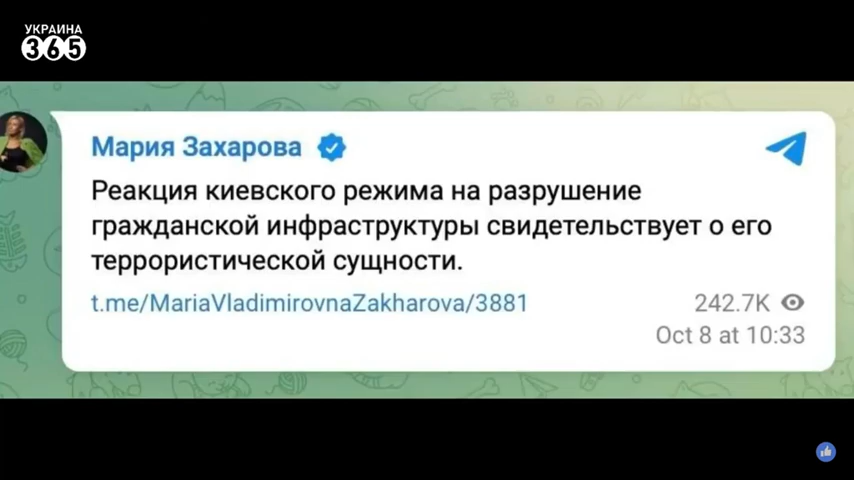 УКРАИНА
365
Мария Захарова
Реакция киевского режима на разрушение
гражданской инфраструктуры свидетельствует о его
террористической сущности.
t.me/MariaVladimirovnaZakharova/3881
242.7K
Oct 8 at 10:33